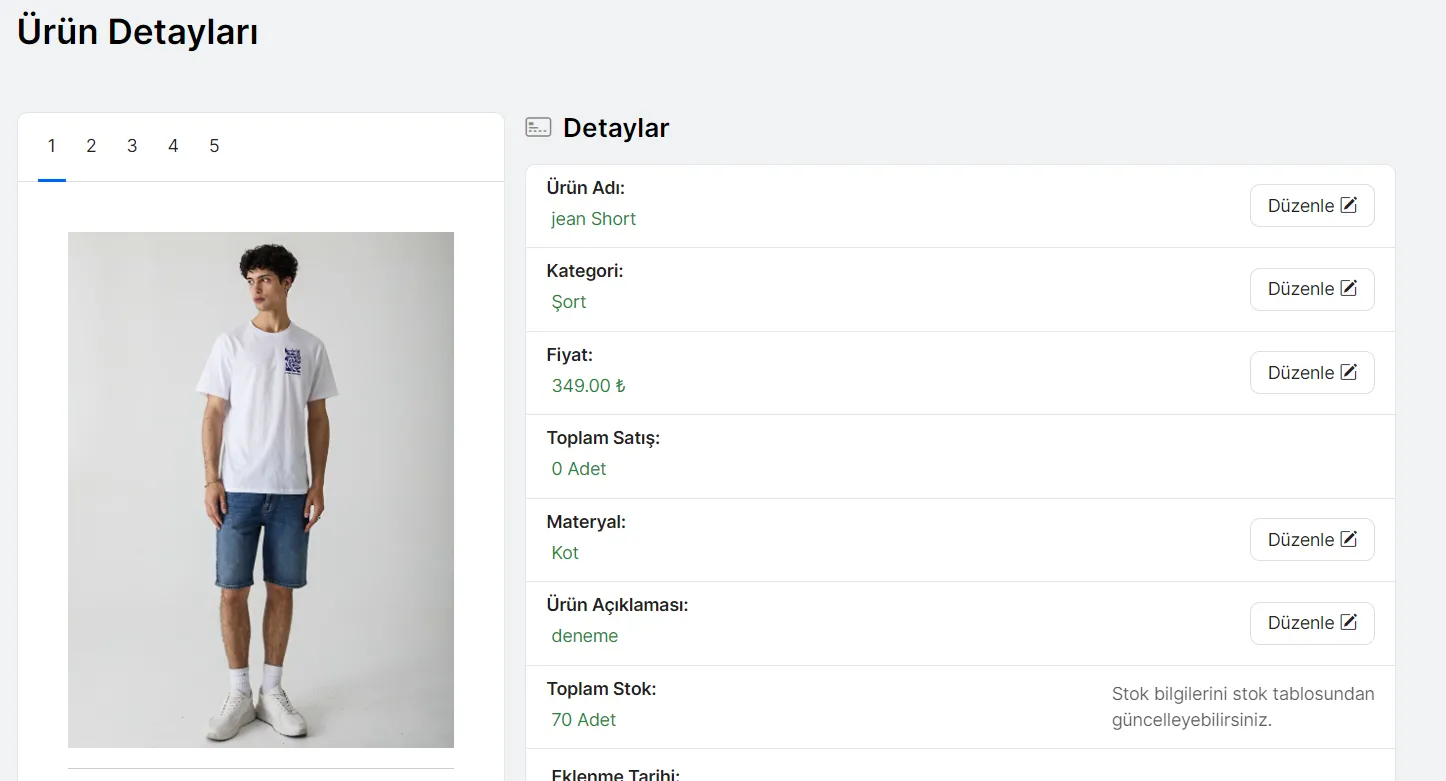 Ürün Detayları
1 2 3 4 5
Detaylar
Ürün Adı:
jean Short
Düzenle
Kategori:
Şort
Düzenle
Fiyat:
349.00 ₺
Düzenle
Toplam Satış:
0 Adet
Materyal:
Kot
Düzenle
Ürün Açıklaması:
deneme
Düzenle
Toplam Stok:
70 Adet
Stok bilgilerini stok tablosundan
güncelleyebilirsiniz.
Eklenme Tarihi: